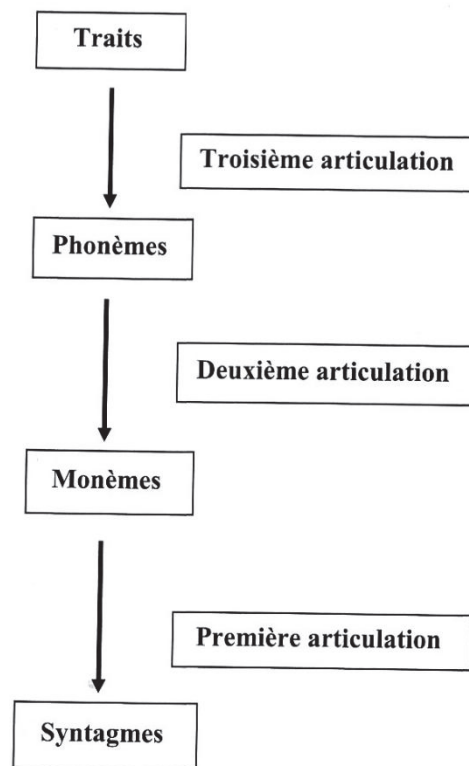 Traits
Troisième articulation
Phonèmes
Deuxième articulation
Monèmes
Première articulation
Syntagmes